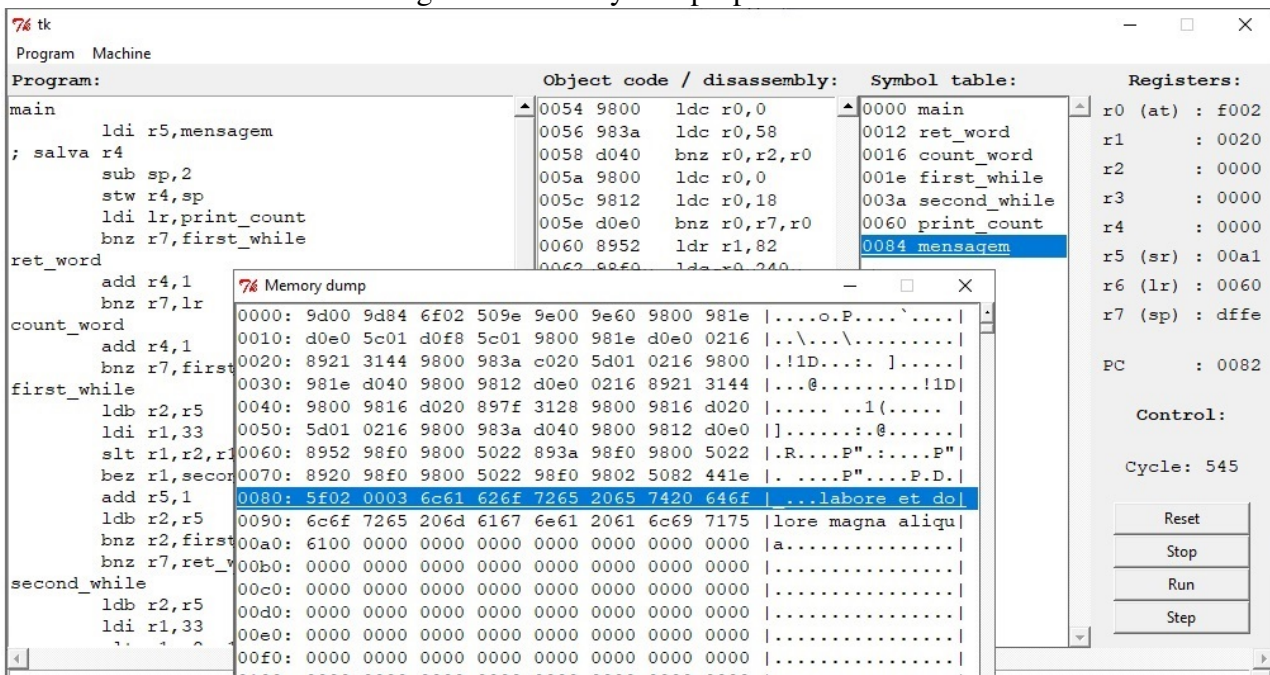 tk
Program Machine
Program:
main
ldi r5,mensagem
; salva r4
sub sp,2
stw r4,sp
ldi lr,print_count
bnz r7,first_while
ret_word
add r4,1
bnz r7,lr
count_word
add r4,1
bnz r7,first
first_while
ldb r2,r5
ldi r1,33
slt r1,r2,r1
bez r1,secon
add r5,1
ldb r2,r5
bnz r2,first
bnz r7,ret_w
second_while
ldb r2,r5
ldi r1,33
Object code / disassembly:
0054 9800 ldc r0,0
0056 983a ldc r0,58
0058 d040 bnz r0,r2,r0
005a 9800 ldc r0,0
005c 9812 ldc r0,18
005e d0e0 bnz r0,r7,r0
0060 8952 ldr r1,82
0062 98f0 ldc r0,240
Symbol table:
0000 main
0012 ret_word
0016 count_word
001e first_while
003a second_while
0060 print_count
0084 mensagem
Registers:
r0 (at) : f002
r1 : 0020
r2 : 0000
r3 : 0000
r4 : 0000
r5 (sr) : 00a1
r6 (lr) : 0060
r7 (sp) : dffe
PC : 0082
Control:
Cycle: 545
Reset
Stop
Run
Step
Memory dump
0000: 9d00 9d84 6f02 509e 9e00 9e60 9800 981e |....o.P....`....|
0010: d0e0 5c01 d0f8 5c01 9800 981e d0e0 0216 |..\...\.........|
0020: 8921 3144 9800 983a c020 5d01 0216 9800 |.!1D...:. ].....|
0030: 981e d040 9800 9812 d0e0 0216 8921 3144 |...@.........!1D|
0040: 9800 9816 d020 897f 3128 9800 9816 d020 |..... ..1(..... |
0050: 5d01 0216 9800 983a d040 9800 9812 d0e0 |]......:.@......|
0060: 8952 98f0 9800 5022 893a 98f0 9800 5022 |.R....P".:....P"|
0070: 8920 98f0 9800 5022 98f0 9802 5082 441e |. ....P"....P.D.|
0080: 5f02 0003 6c61 626f 7265 2065 7420 646f |_...labore et do|
0090: 6c6f 7265 206d 6167 6e61 2061 6c69 7175 |lore magna aliqu|
00a0: 6100 0000 0000 0000 0000 0000 0000 0000 |a...............|
00b0: 0000 0000 0000 0000 0000 0000 0000 0000 |................|
00c0: 0000 0000 0000 0000 0000 0000 0000 0000 |................|
00d0: 0000 0000 0000 0000 0000 0000 0000 0000 |................|
00e0: 0000 0000 0000 0000 0000 0000 0000 0000 |................|
00f0: 0000 0000 0000 0000 0000 0000 0000 0000 |................|